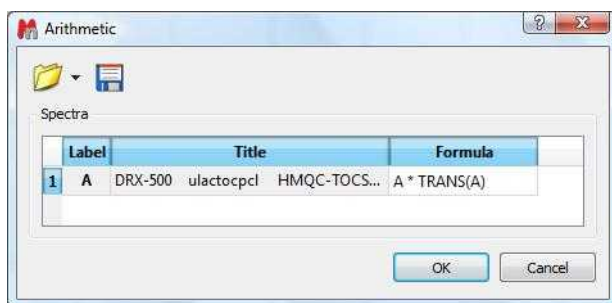 Arithmetic
Spectra
Label Title Formula
1 A DRX-500 ulactocpcl HMQC-TOCS... A * TRANS(A)
OK Cancel